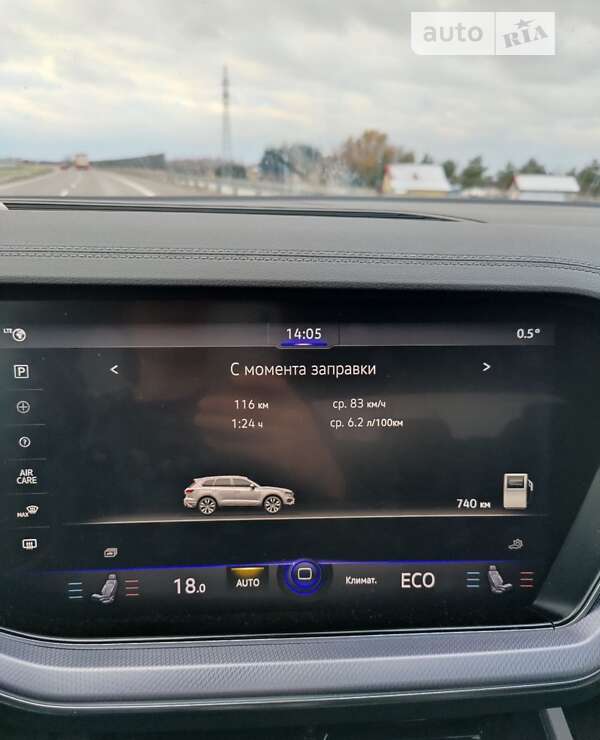 auto RIA
LTE 14:05 0.5°
P
С момента заправки
116 км ср. 83 км/ч
1:24 ч ср. 6.2 л/100км
AIR
CARE
MAX
740 км
18.0 AUTO Климат. ECO